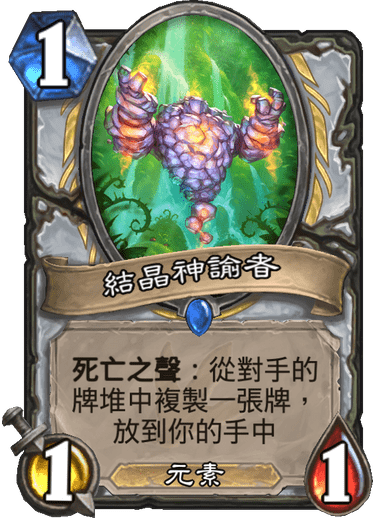 1
結晶神諭者
死亡之聲：從對手的
牌堆中複製一張牌，
放到你的手中
1
元素
1